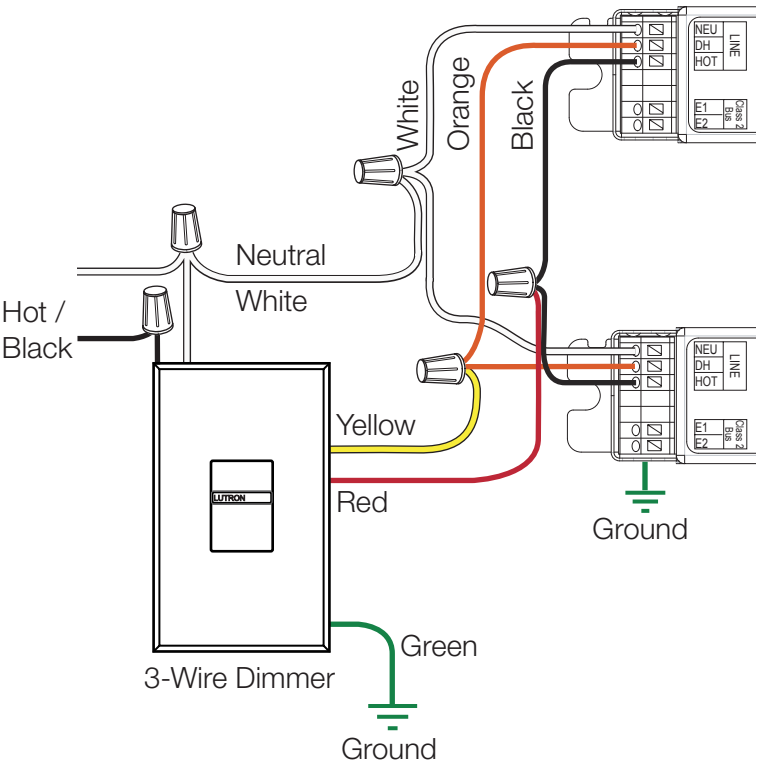 NEU
DH
HOT
LINE
E1
E2
Class 2
Bus
White
Orange
Black
Neutral
White
Hot /
Black
NEU
DH
HOT
LINE
E1
E2
Class 2
Bus
Yellow
Red
LUTRON
Ground
Green
3-Wire Dimmer
Ground